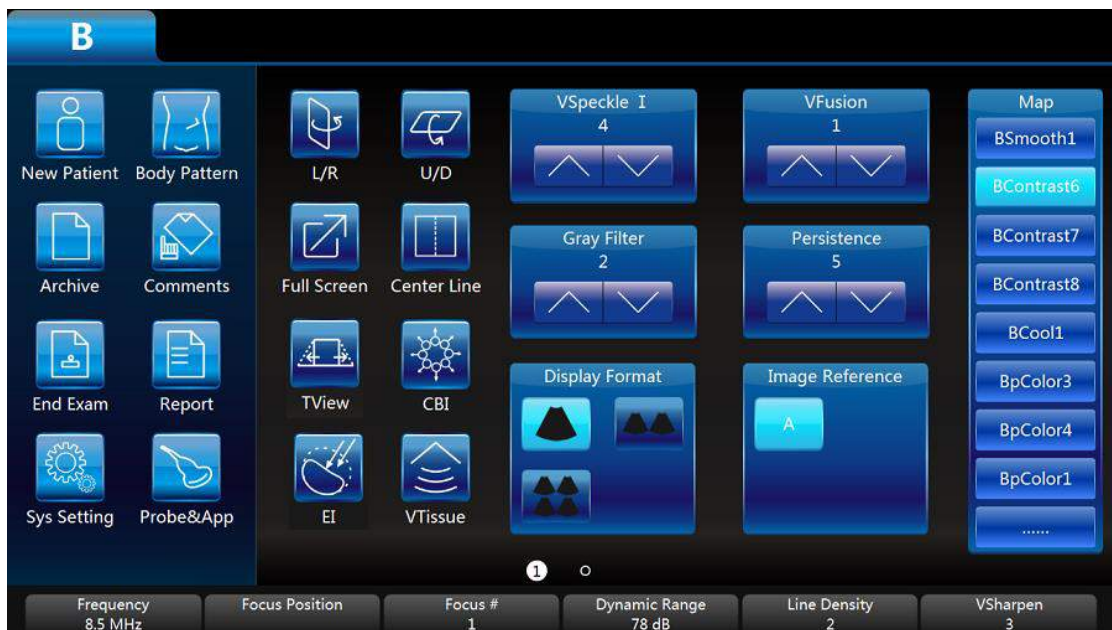 B
New Patient
Body Pattern
Archive
Comments
End Exam
Report
Sys Setting
Probe&App
L/R
U/D
Full Screen
Center Line
TView
CBI
EI
VTissue
VSpeckle I
4
VFusion
1
Gray Filter
2
Persistence
5
Display Format
Image Reference
A
Map
BSmooth1
BContrast6
BContrast7
BContrast8
BCool1
BpColor3
BpColor4
BpColor1
......
1
Frequency
8.5 MHz
Focus Position
Focus #
1
Dynamic Range
78 dB
Line Density
2
VSharpen
3